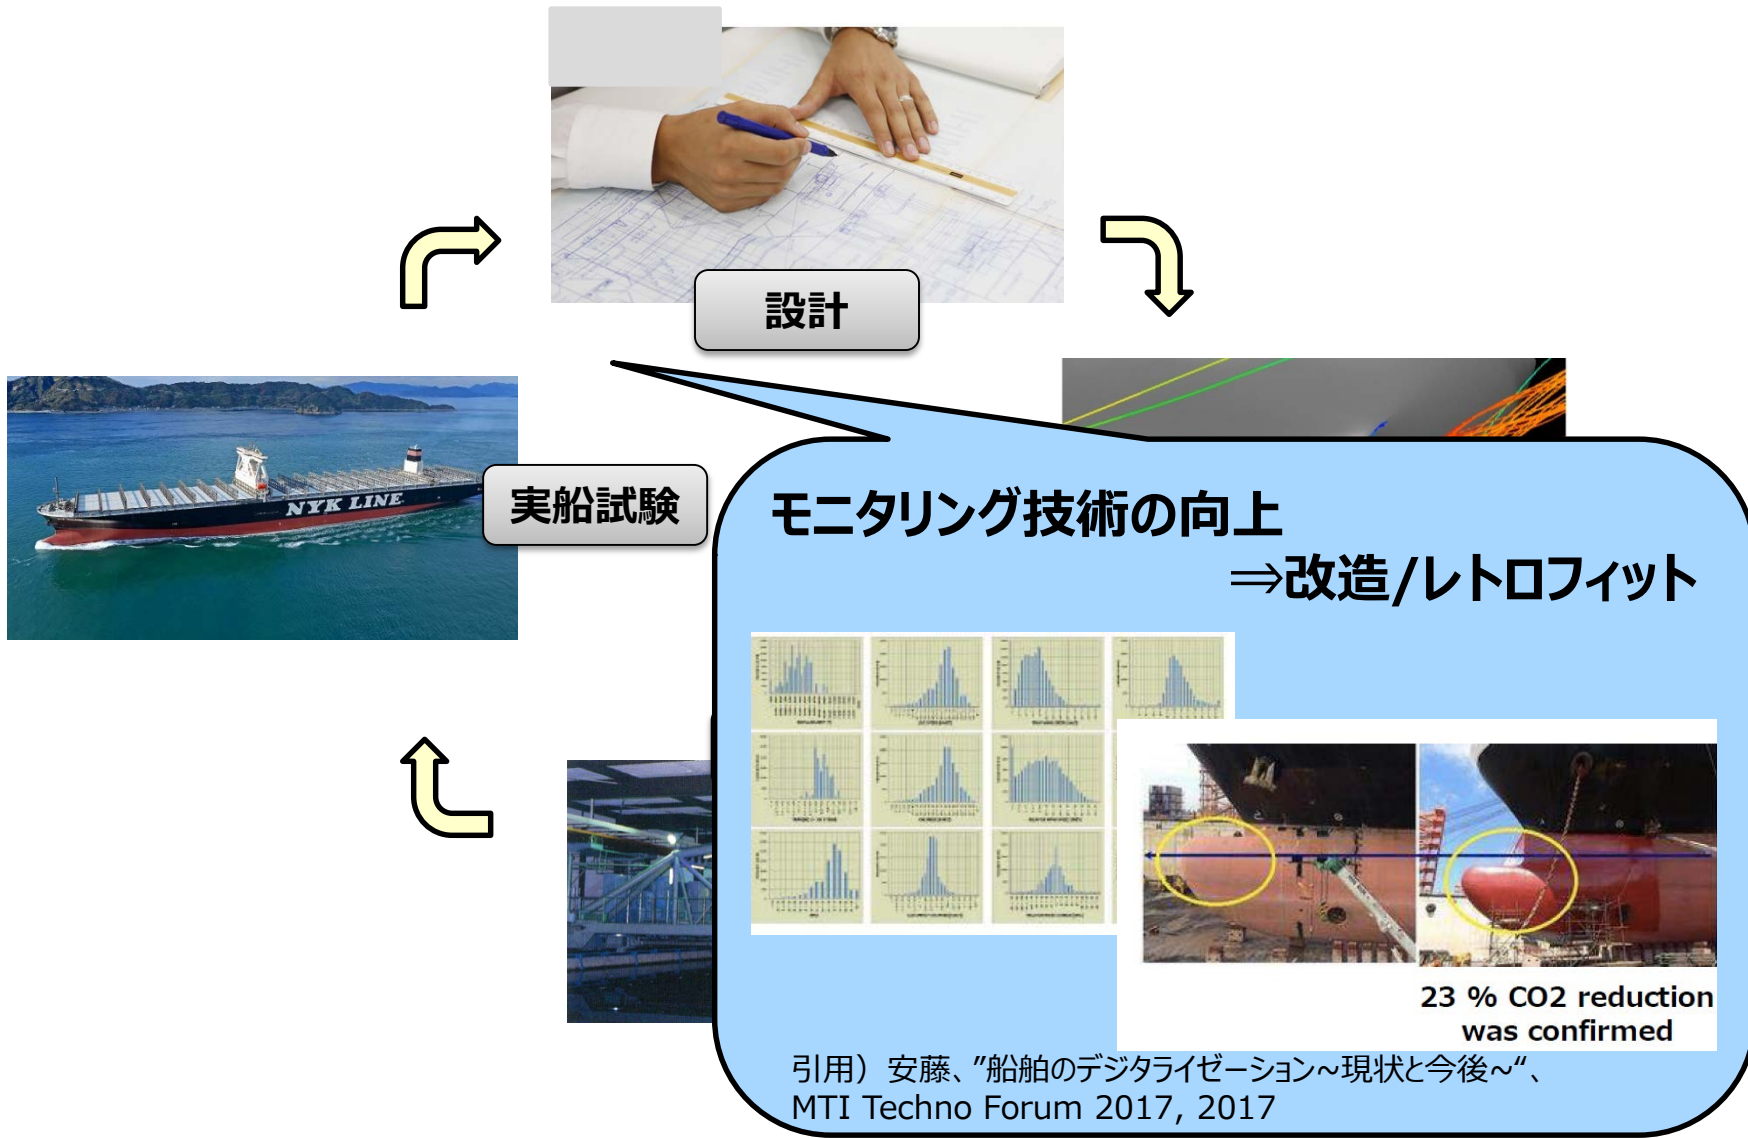 設計
実船試験
NYK LINE
モニタリング技術の向上
⇒改造/レトロフィット
23 % CO2 reduction
was confirmed
引用）安藤、”船舶のデジタライゼーション~現状と今後~“、
MTI Techno Forum 2017, 2017